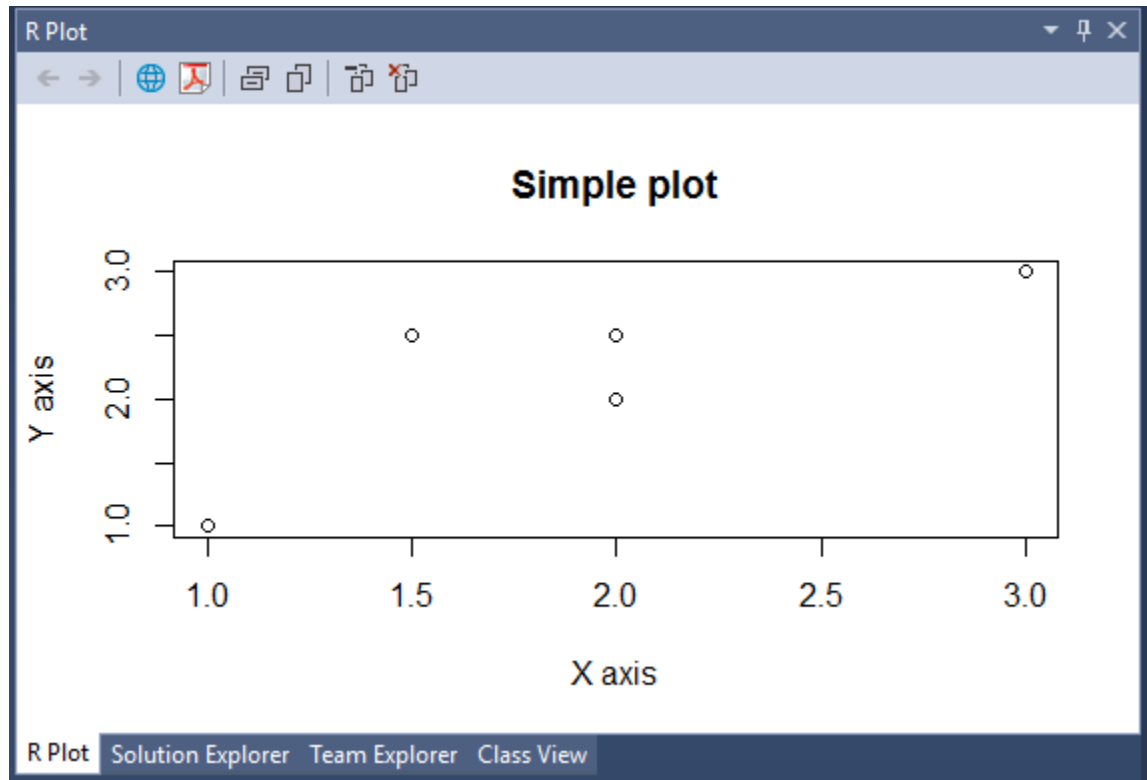 R Plot
Simple plot
3.0
2.0
1.0
Y axis
1.0 1.5 2.0 2.5 3.0
X axis
R Plot Solution Explorer Team Explorer Class View